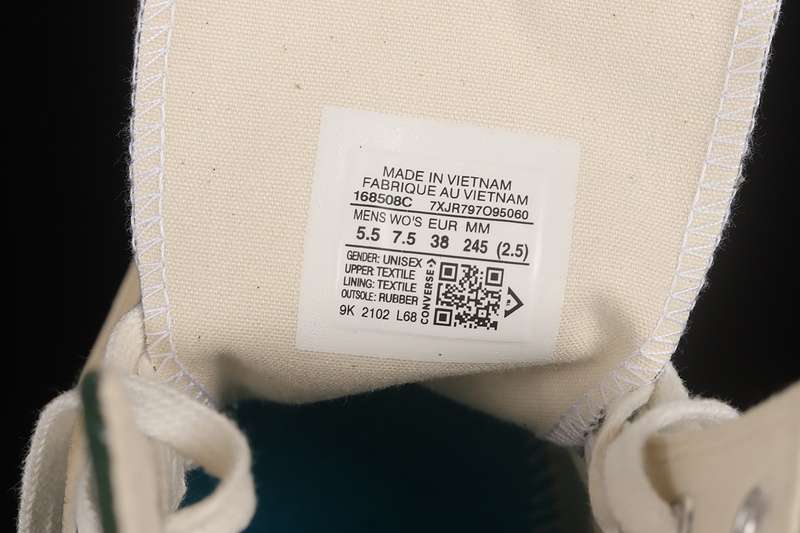 MADE IN VIETNAM
FABRIQUE AU VIETNAM
168508C 7XJR797O95060
MENS WO'S EUR MM
5.5 7.5 38 245 (2.5)
GENDER: UNISEX
UPPER: TEXTILE
LINING: TEXTILE
OUTSOLE: RUBBER
9K 2102 L68
CONVERSE